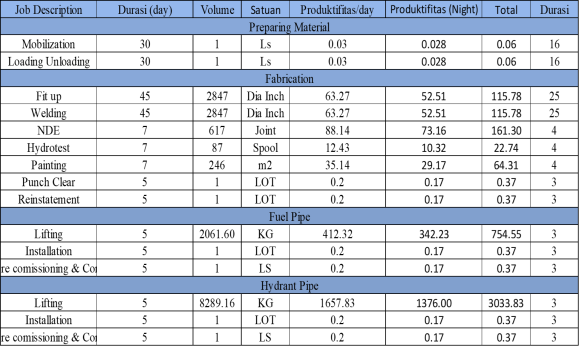 Job Description Durasi (day) Volume Satuan Produktifitas/day Produktifitas (Night) Total Durasi
Preparing Material
Mobilization 30 1 Ls 0.03 0.028 0.06 16
Loading Unloading 30 1 Ls 0.03 0.028 0.06 16
Fabrication
Fit up 45 2847 Dia Inch 63.27 52.51 115.78 25
Welding 45 2847 Dia Inch 63.27 52.51 115.78 25
NDE 7 617 Joint 88.14 73.16 161.30 4
Hydrotest 7 87 Spool 12.43 10.32 22.74 4
Painting 7 246 m2 35.14 29.17 64.31 4
Punch Clear 5 1 LOT 0.2 0.17 0.37 3
Reinstatement 5 1 LOT 0.2 0.17 0.37 3
Fuel Pipe
Lifting 5 2061.60 KG 412.32 342.23 754.55 3
Installation 5 1 LOT 0.2 0.17 0.37 3
re comissioning & Co 5 1 LS 0.2 0.17 0.37 3
Hydrant Pipe
Lifting 5 8289.16 KG 1657.83 1376.00 3033.83 3
Installation 5 1 LOT 0.2 0.17 0.37 3
re comissioning & Co 5 1 LS 0.2 0.17 0.37 3